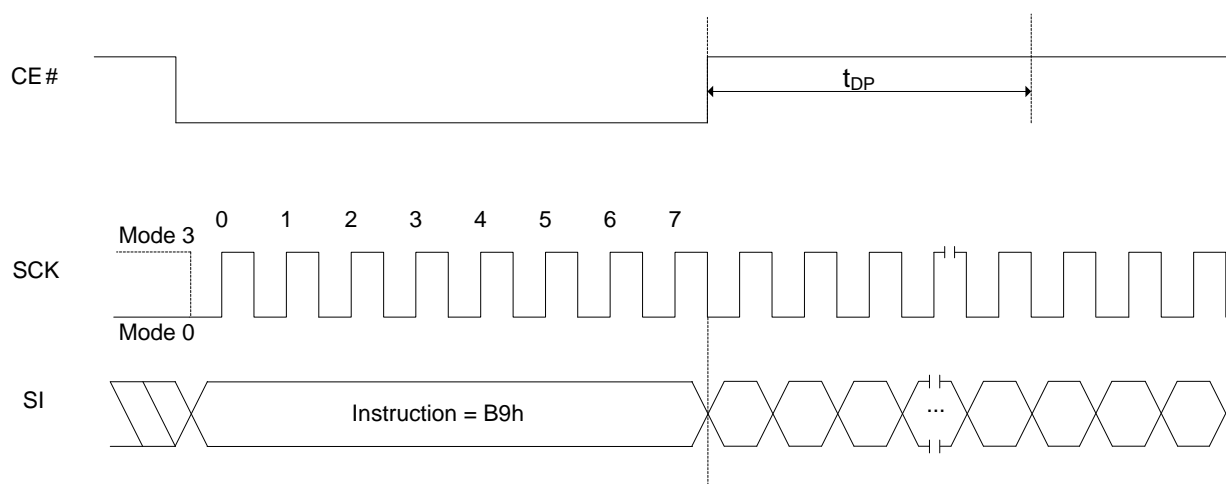 CE#
tDP
0 1 2 3 4 5 6 7
Mode 3
SCK
Mode 0
SI
Instruction = B9h
...